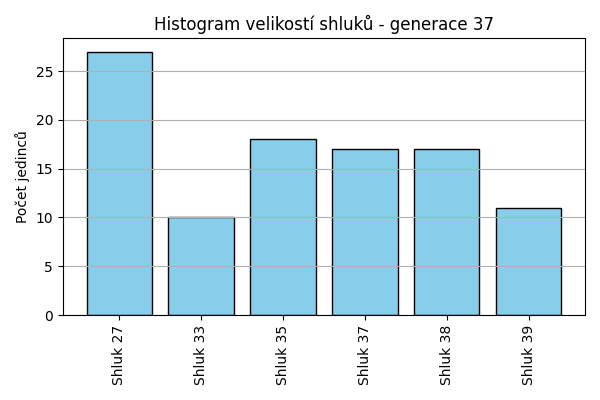 Histogram velikostí shluků - generace 37
Počet jedinců
25
20
15
10
5
0
Shluk 27
Shluk 33
Shluk 35
Shluk 37
Shluk 38
Shluk 39